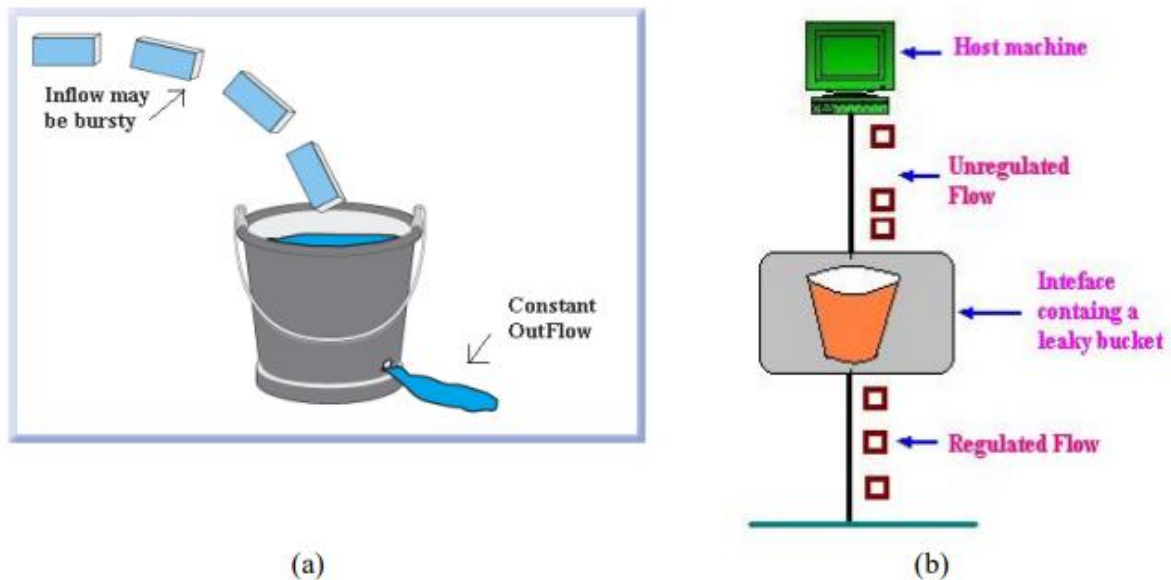 Inflow may
be bursty
Constant
OutFlow
(a)
Host machine
Unregulated
Flow
Inteface
containg a
leaky bucket
Regulated Flow
(b)